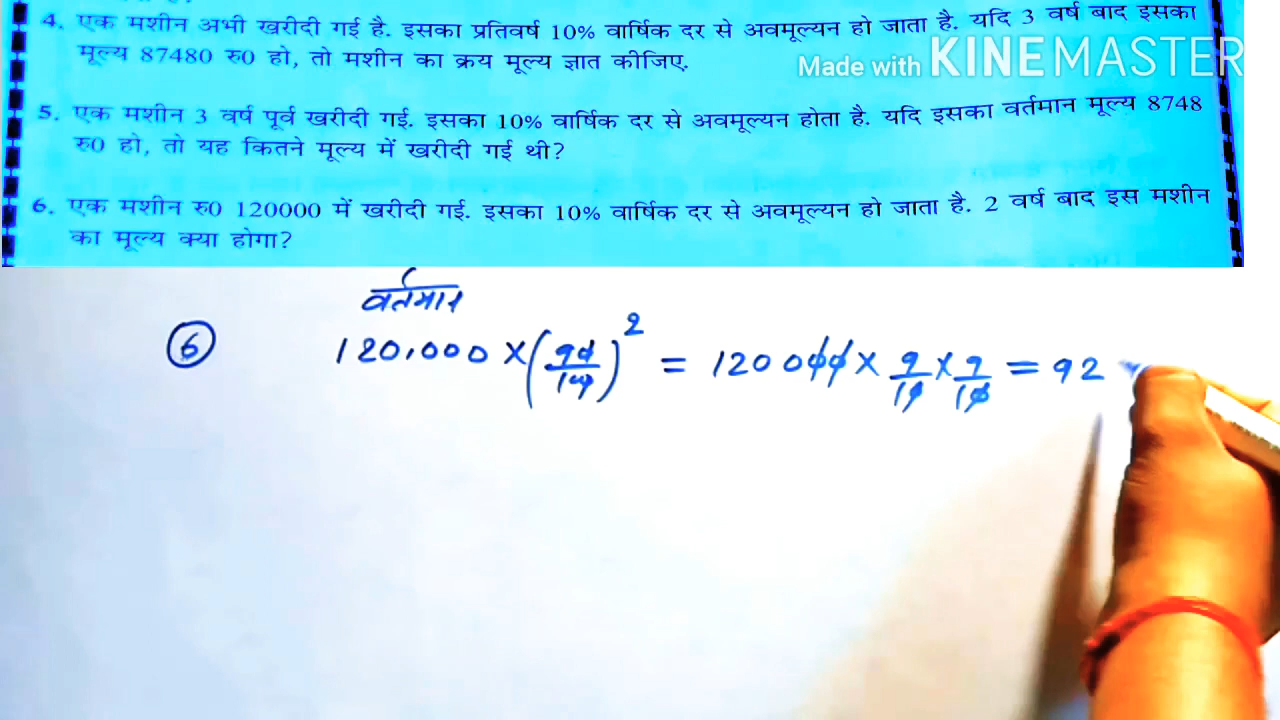 4. एक मशीन अभी खरीदी गई है. इसका प्रतिवर्ष 10% वार्षिक दर से अवमूल्यन हो जाता है. यदि 3 वर्ष बाद इसका
मूल्य 87480 रु0 हो, तो मशीन का क्रय मूल्य ज्ञात कीजिए.
Made with KINEMASTER
5. एक मशीन 3 वर्ष पूर्व खरीदी गई. इसका 10% वार्षिक दर से अवमूल्यन होता है. यदि इसका वर्तमान मूल्य 8748
रु0 हो, तो यह कितने मूल्य में खरीदी गई थी?
6. एक मशीन रु0 120000 में खरीदी गई. इसका 10% वार्षिक दर से अवमूल्यन हो जाता है. 2 वर्ष बाद इस मशीन
का मूल्य क्या होगा?
वर्तमान
6 120,000 × (90/100)² = 120000 × 9/10 × 9/10 = 92